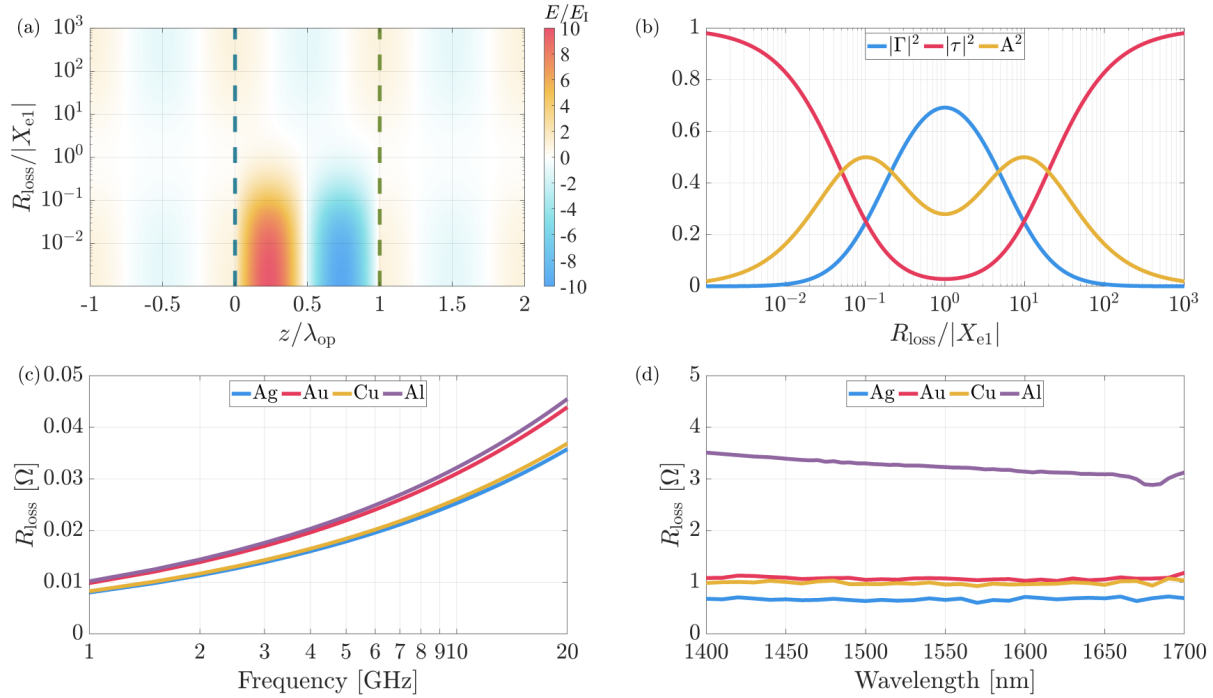 (a)
E/E_I
10^3
10^2
10^1
10^0
10^-1
10^-2
R_loss/|X_e1|
10
8
6
4
2
0
-2
-4
-6
-8
-10
-1 -0.5 0 0.5 1 1.5 2
z/λ_op
(b)
|Γ|^2 |τ|^2 A^2
1
0.8
0.6
0.4
0.2
0
10^-2 10^-1 10^0 10^1 10^2 10^3
R_loss/|X_e1|
(c)
Ag Au Cu Al
0.05
0.04
0.03
0.02
0.01
0
R_loss [Ω]
1 2 3 4 5 6 7 8 910 20
Frequency [GHz]
(d)
Ag Au Cu Al
5
4
3
2
1
0
R_loss [Ω]
1400 1450 1500 1550 1600 1650 1700
Wavelength [nm]